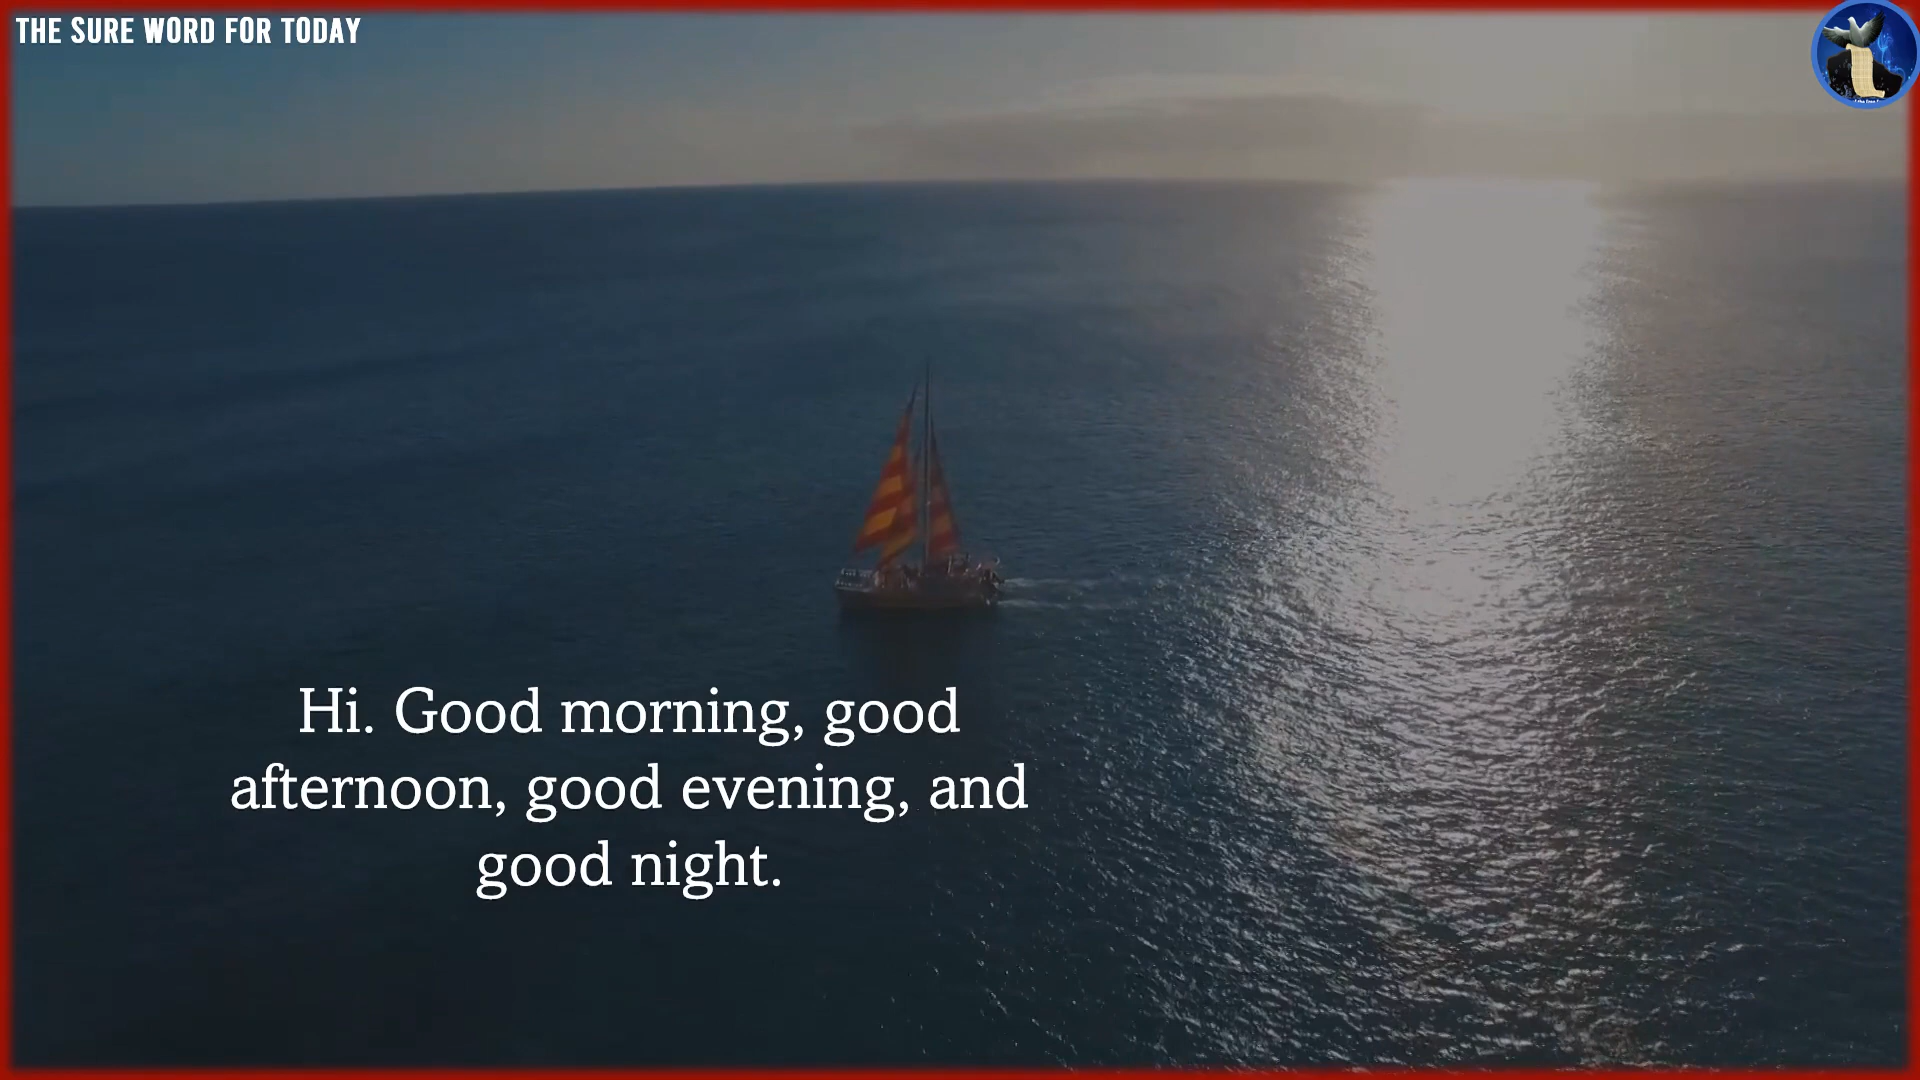 THE SURE WORD FOR TODAY
Hi. Good morning, good
afternoon, good evening, and
good night.